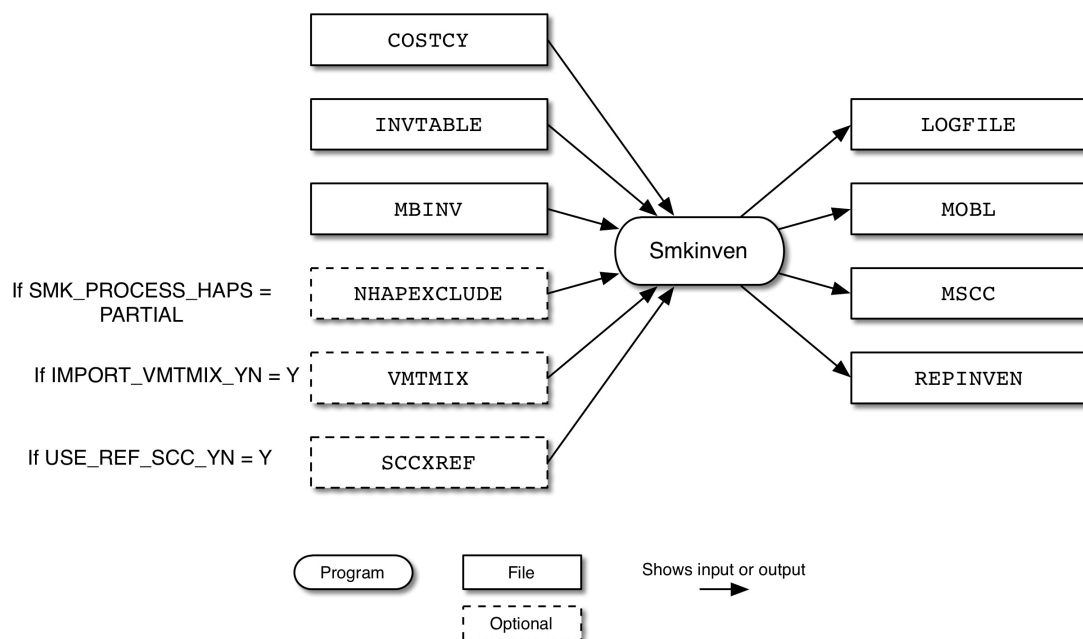 COSTCY
INVTABLE
LOGFILE
MBINV
MOBL
Smkinven
If SMK_PROCESS_HAPS =
PARTIAL
NHAPEXCLUDE
MSCC
If IMPORT_VMTMIX_YN = Y
VMTMIX
REPINVEN
If USE_REF_SCC_YN = Y
SCCXREF
Program
File
Shows input or output
Optional